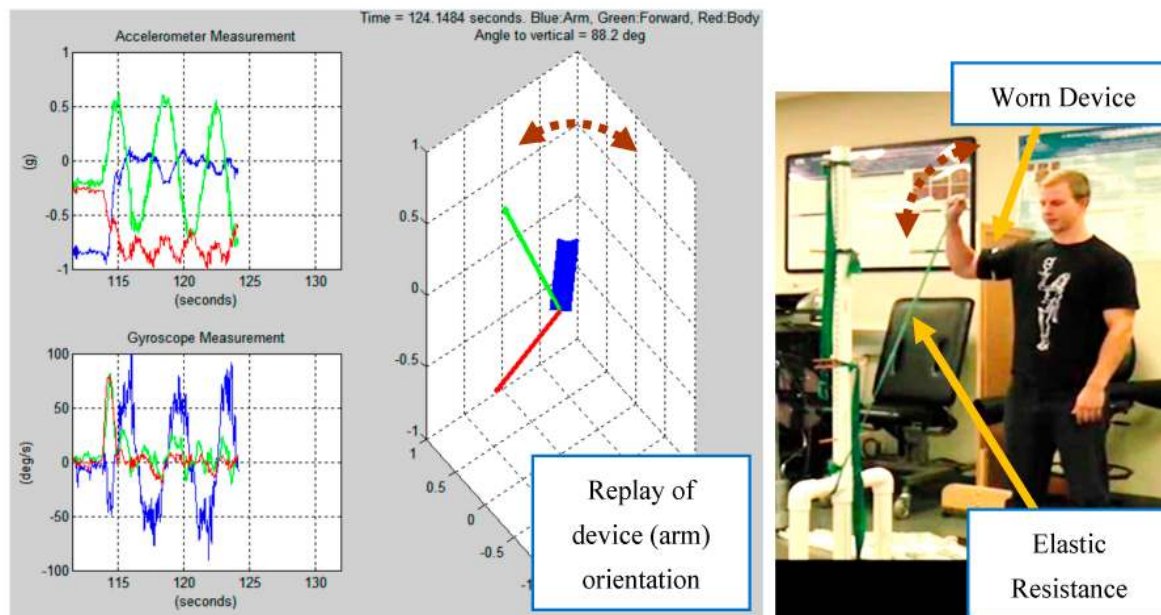 Time = 124.1484 seconds. Blue:Arm, Green:Forward, Red:Body
Angle to vertical = 88.2 deg
Accelerometer Measurement
1
0.5
0
-0.5
-1
(g)
115 120 125 130
(seconds)
Gyroscope Measurement
100
50
0
-50
-100
(deg/s)
115 120 125 130
(seconds)
1
0.5
0
-0.5
-1
1
0.5
0
-0.5
Replay of
device (arm)
orientation
Worn Device
Elastic
Resistance